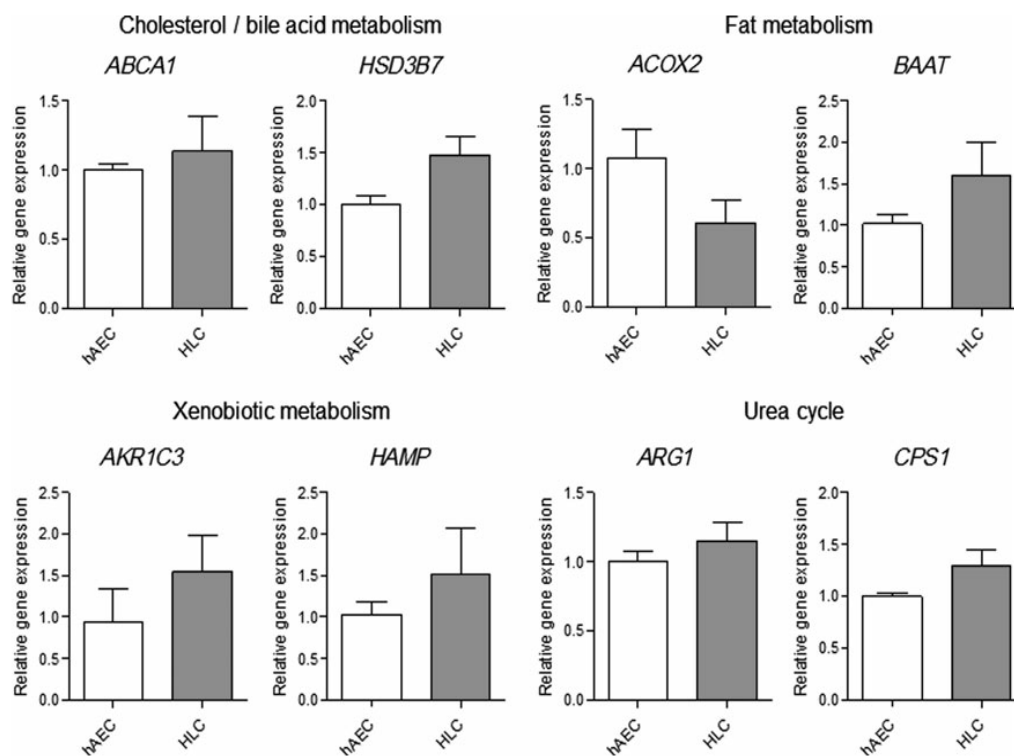 Cholesterol / bile acid metabolism
Fat metabolism
ABCA1
HSD3B7
ACOX2
BAAT
Relative gene expression
1.5
1.0
0.5
0.0
hAEC
HLC
Relative gene expression
2.0
1.5
1.0
0.5
0.0
hAEC
HLC
Relative gene expression
1.5
1.0
0.5
0.0
hAEC
HLC
Relative gene expression
2.5
2.0
1.5
1.0
0.5
0.0
hAEC
HLC
Xenobiotic metabolism
Urea cycle
AKR1C3
HAMP
ARG1
CPS1
Relative gene expression
2.5
2.0
1.5
1.0
0.5
0.0
hAEC
HLC
Relative gene expression
2.5
2.0
1.5
1.0
0.5
0.0
hAEC
HLC
Relative gene expression
1.5
1.0
0.5
0.0
hAEC
HLC
Relative gene expression
2.0
1.5
1.0
0.5
0.0
hAEC
HLC